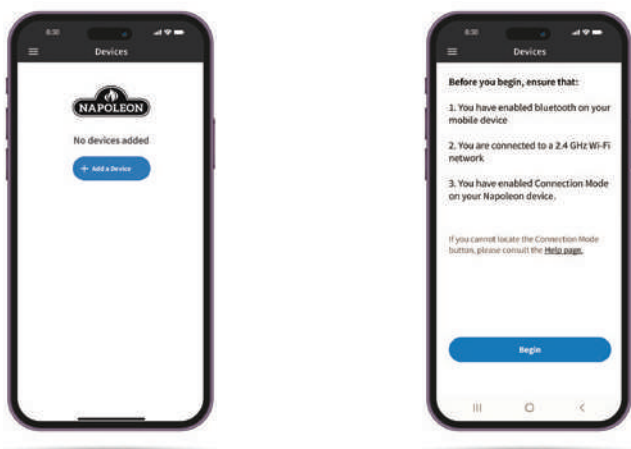 8:30
Devices
NAPOLEON
No devices added
+ Add a Device
8:30
Devices
Before you begin, ensure that:
1. You have enabled bluetooth on your
mobile device
2. You are connected to a 2.4 GHz Wi-Fi
network
3. You have enabled Connection Mode
on your Napoleon device.
If you cannot locate the Connection Mode
button, please consult the Help page.
Begin